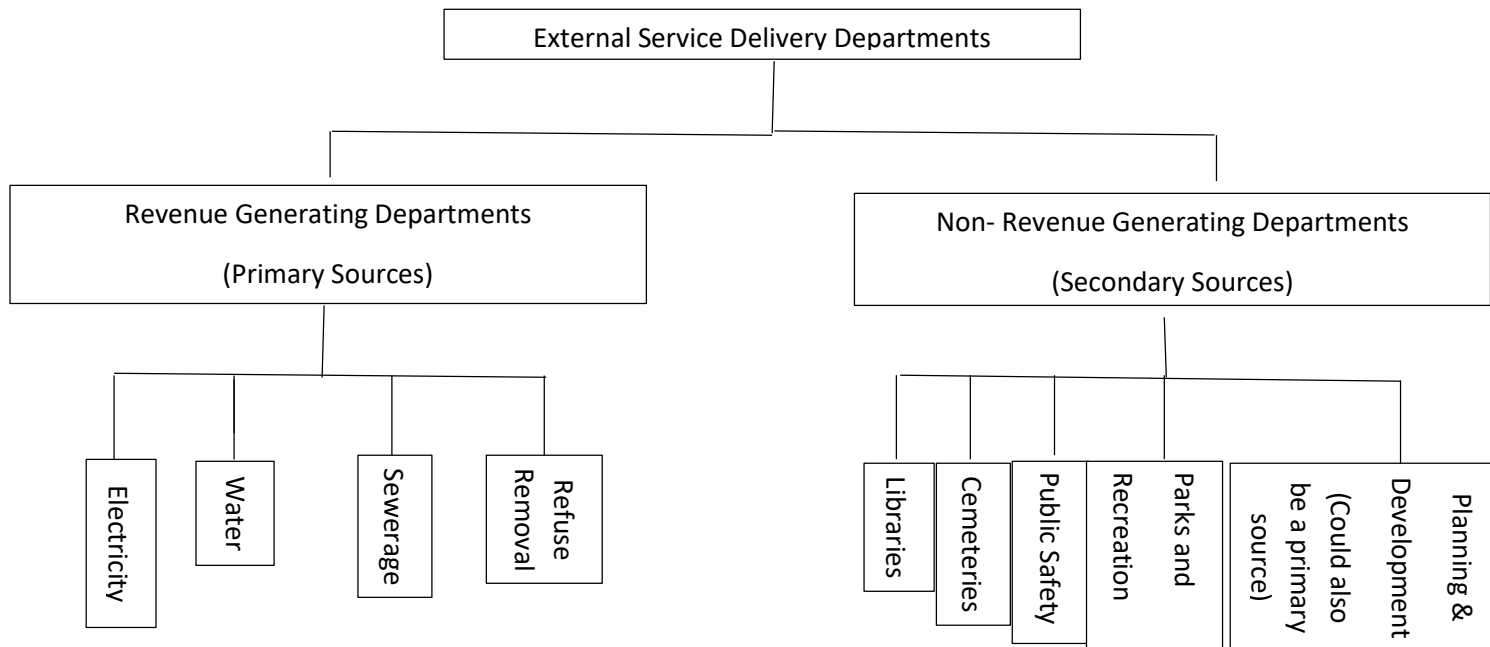 External Service Delivery Departments
Revenue Generating Departments
(Primary Sources)
Non- Revenue Generating Departments
(Secondary Sources)
Electricity
Water
Sewerage
Refuse
Removal
Libraries
Cemeteries
Public Safety
Parks and
Recreation
Planning &
Development
(Could also
be a primary
source)